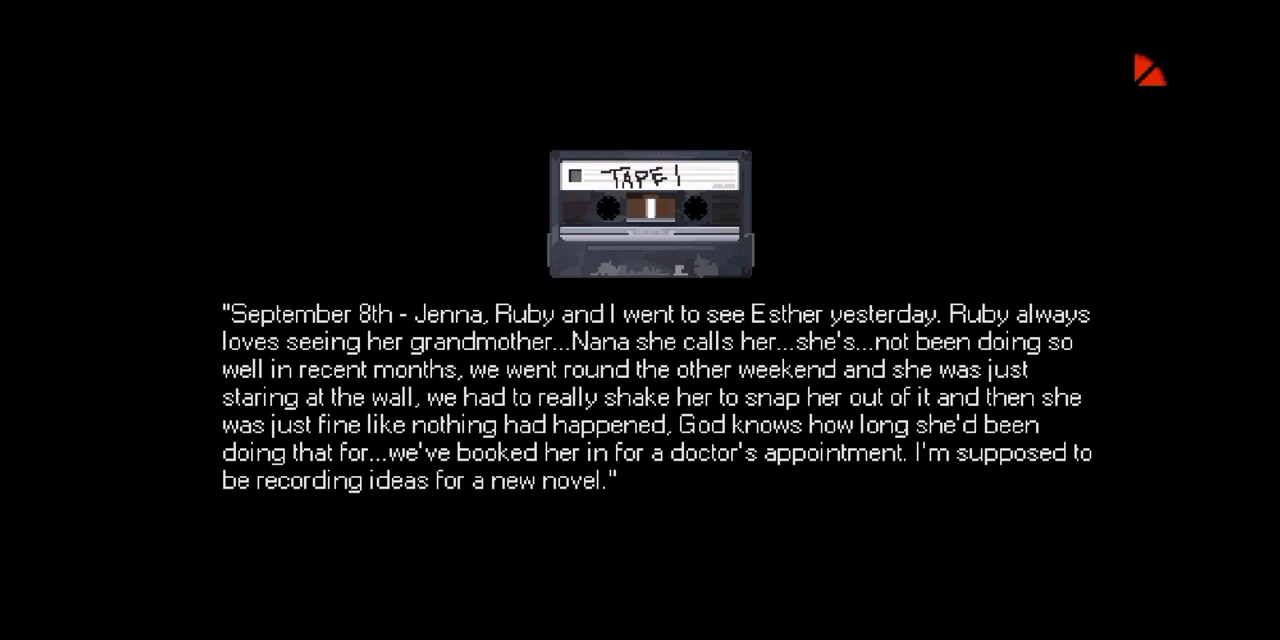 TAPE 1
"September 8th - Jenna, Ruby and I went to see Esther yesterday. Ruby always
loves seeing her grandmother...Nana she calls her...she's...not been doing so
well in recent months, we went round the other weekend and she was just
staring at the wall, we had to really shake her to snap her out of it and then she
was just fine like nothing had happened, God knows how long she'd been
doing that for...we've booked her in for a doctor's appointment. I'm supposed to
be recording ideas for a new novel."